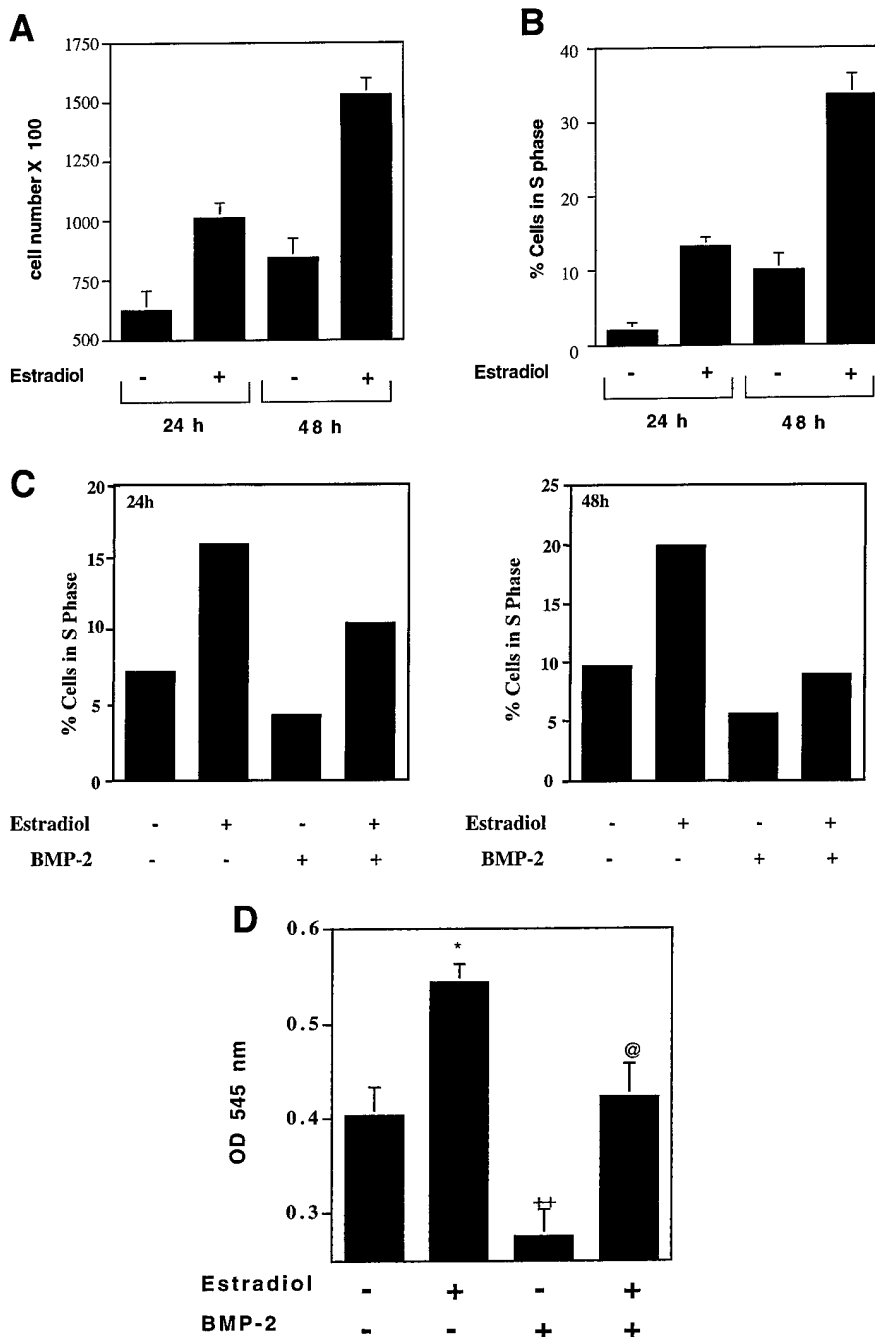 A
1750
1500
1250
1000
750
500
cell number X 100
Estradiol - + - +
24 h 48 h
B
40
30
20
10
0
% Cells in S phase
Estradiol - + - +
24 h 48 h
C
20
15
10
5
0
% Cells in S Phase
24h
Estradiol - + - +
BMP-2 - - + +
25
20
15
10
5
0
% Cells in S Phase
48h
Estradiol - + - +
BMP-2 - - + +
D
0.6
0.5
0.4
0.3
OD 545 nm
*
‡‡
@
Estradiol - + - +
BMP-2 - - + +